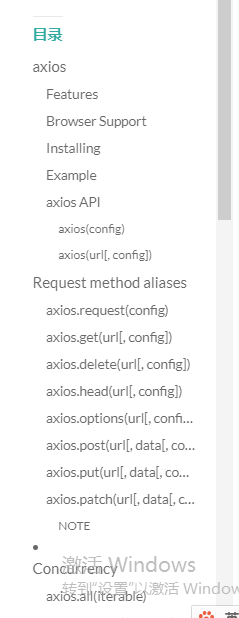 目录
axios
Features
Browser Support
Installing
Example
axios API
axios(config)
axios(url[, config])
Request method aliases
axios.request(config)
axios.get(url[, config])
axios.delete(url[, config])
axios.head(url[, config])
axios.options(url[, confi...
axios.post(url[, data[, co...
axios.put(url[, data[, co...
axios.patch(url[, data[, c...
NOTE
激活 Windows
Concurrency
转到“设置”以激活 Window
axios.all(iterable)